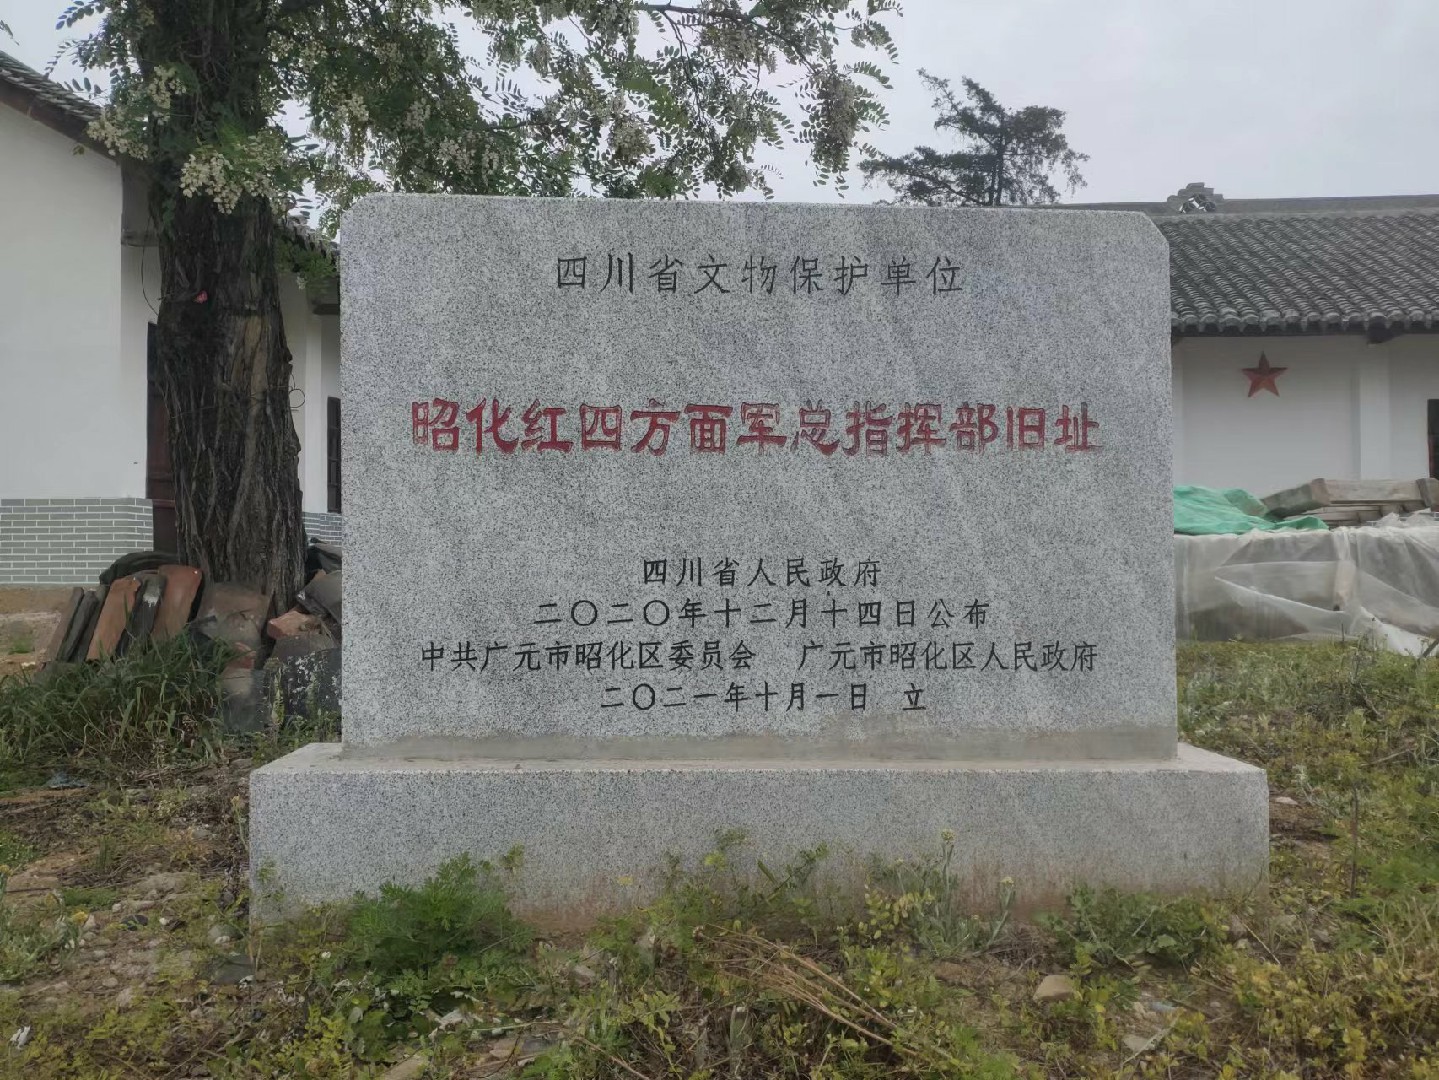 四川省文物保护单位
昭化红四方面军总指挥部旧址
四川省人民政府
二〇二〇年十二月十四日公布
中共广元市昭化区委员会 广元市昭化区人民政府
二〇二一年十月一日 立